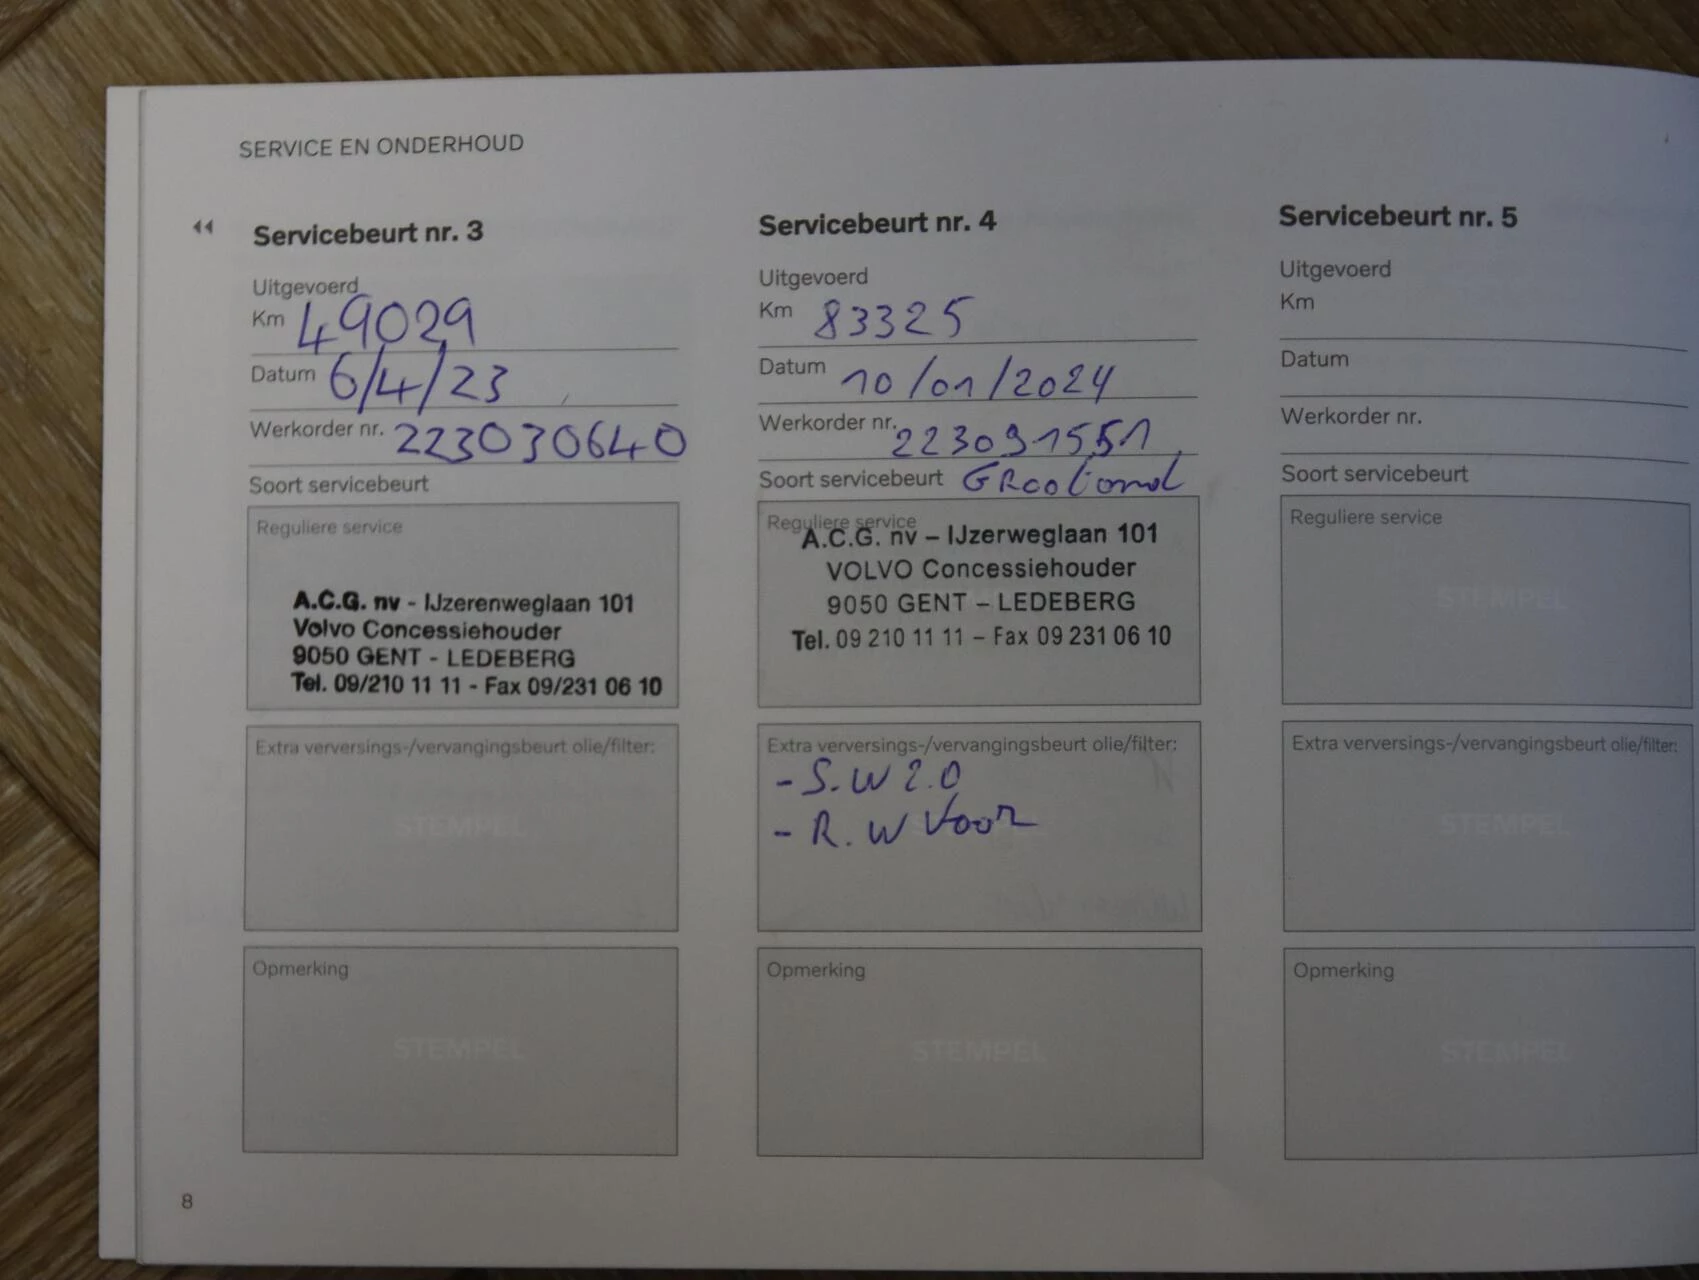 SERVICE EN ONDERHOUD
Servicebeurt nr. 3
Uitgevoerd
Km 49029
Datum 6/4/23
Werkorder nr. 223030640
Soort servicebeurt
Reguliere service
A.C.G. nv - IJzerenweglaan 101
Volvo Concessiehouder
9050 GENT - LEDEBERG
Tel. 09/210 11 11 - Fax 09/231 06 10
Extra verversings-/vervangingsbeurt olie/filter:
STEMPEL
Opmerking
STEMPEL
Servicebeurt nr. 4
Uitgevoerd
Km 83325
Datum 10/01/2024
Werkorder nr. 223091551
Soort servicebeurt
Reguliere service
A.C.G. nv – IJzerweglaan 101
VOLVO Concessiehouder
9050 GENT – LEDEBERG
Tel. 09 210 11 11 – Fax 09 231 06 10
Extra verversings-/vervangingsbeurt olie/filter:
- S.W 2.0
- R.W Voor
Opmerking
STEMPEL
Servicebeurt nr. 5
Uitgevoerd
Km
Datum
Werkorder nr.
Soort servicebeurt
Reguliere service
STEMPEL
Extra verversings-/vervangingsbeurt olie/filter:
STEMPEL
Opmerking
STEMPEL
8